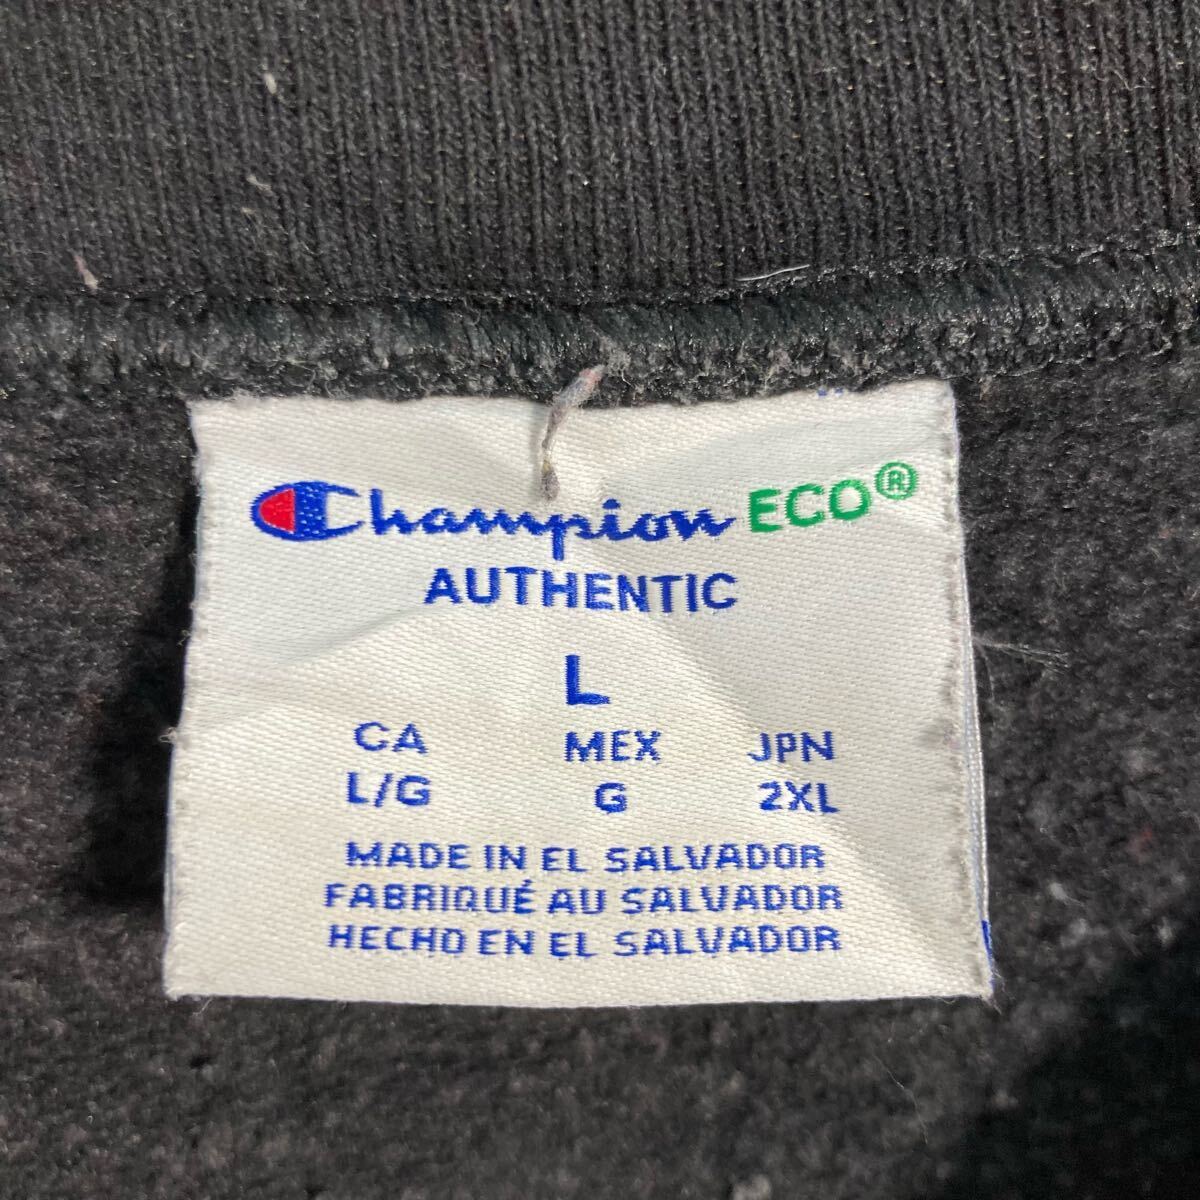 Champion ECO®
AUTHENTIC
L
CA MEX JPN
L/G G 2XL
MADE IN EL SALVADOR
FABRIQUÉ AU SALVADOR
HECHO EN EL SALVADOR